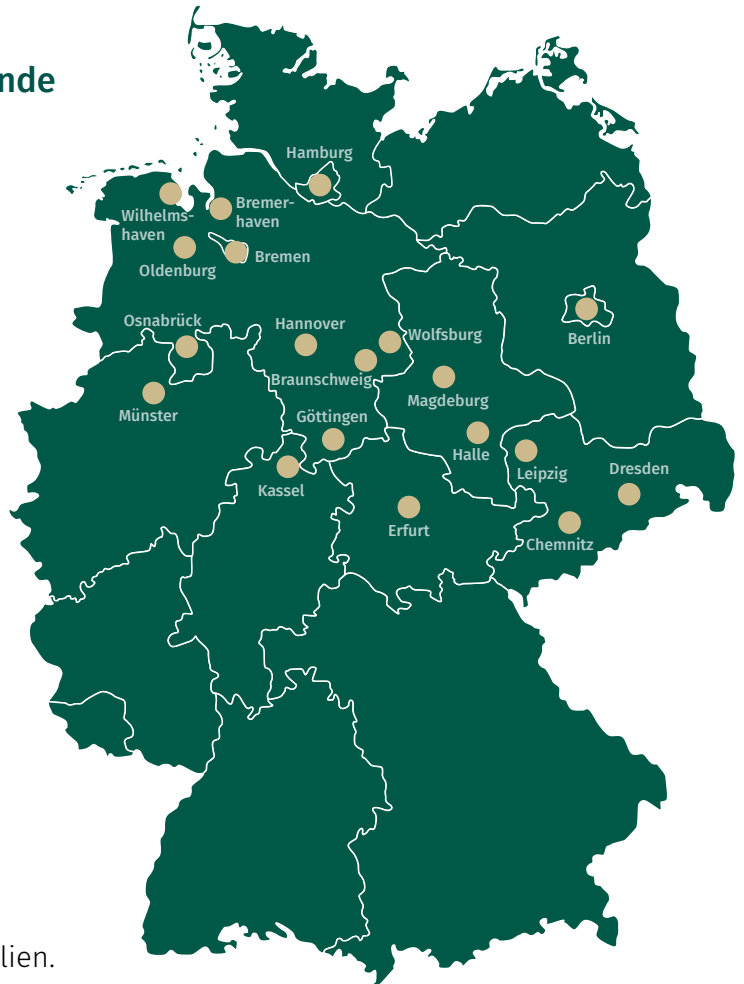 nde
Hamburg
Wilhelms-
haven
Bremer-
haven
Oldenburg
Bremen
Osnabrück
Hannover
Wolfsburg
Berlin
Braunschweig
Magdeburg
Münster
Göttingen
Halle
Leipzig
Dresden
Kassel
Erfurt
Chemnitz
lien.